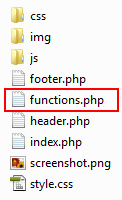 css
img
js
footer.php
functions.php
header.php
index.php
screenshot.png
style.css